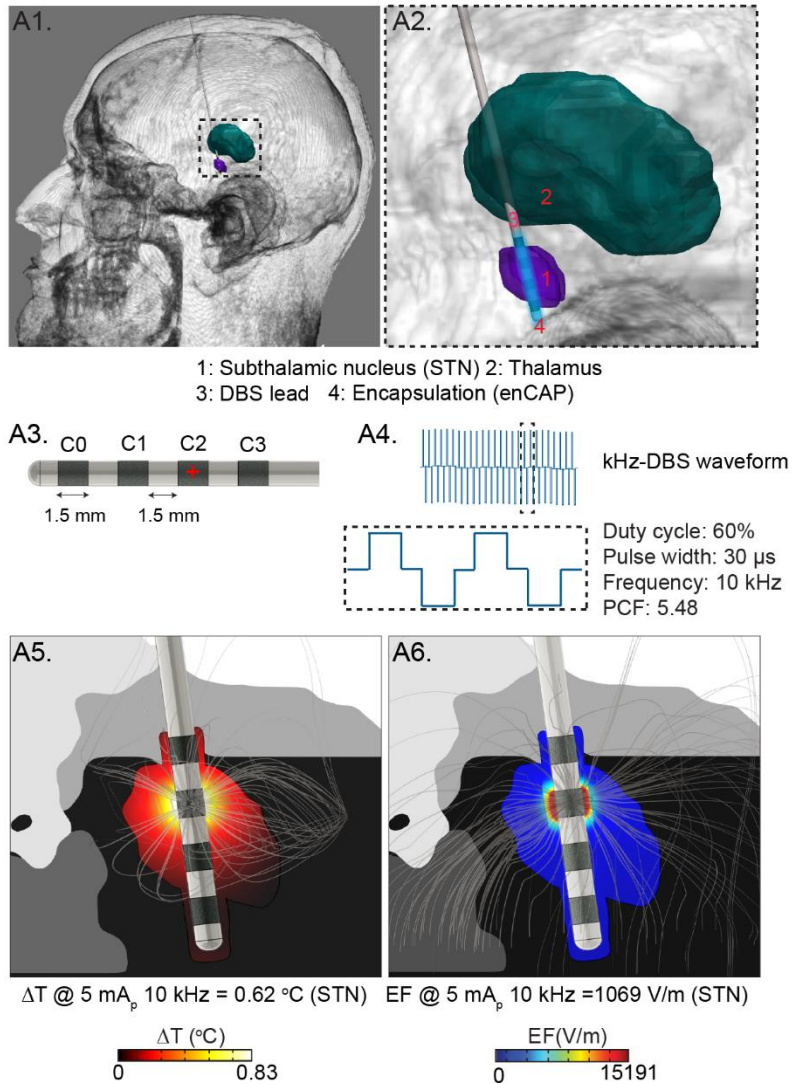 A1.
A2.
2
3
1
4
1: Subthalamic nucleus (STN) 2: Thalamus
3: DBS lead 4: Encapsulation (enCAP)
A3.
C0 C1 C2 C3
1.5 mm 1.5 mm
A4.
kHz-DBS waveform
Duty cycle: 60%
Pulse width: 30 µs
Frequency: 10 kHz
PCF: 5.48
A5.
A6.
ΔT @ 5 mAp 10 kHz = 0.62 °C (STN)
EF @ 5 mAp 10 kHz =1069 V/m (STN)
ΔT (°C)
0 0.83
EF(V/m)
0 15191